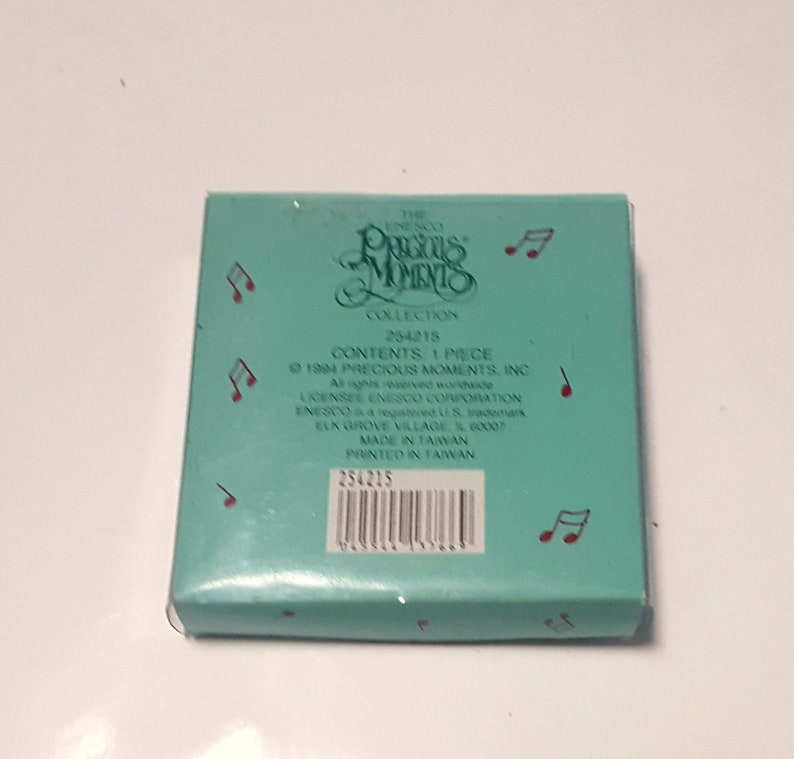 THE
ENESCO
PRECIOUS
MOMENTS
COLLECTION
254215
CONTENTS: 1 PIECE
© 1994 PRECIOUS MOMENTS, INC.
All rights reserved worldwide
LICENSEE ENESCO CORPORATION
ENESCO is a registered U.S. trademark
ELK GROVE VILLAGE, IL 60007
MADE IN TAIWAN
PRINTED IN TAIWAN
254215